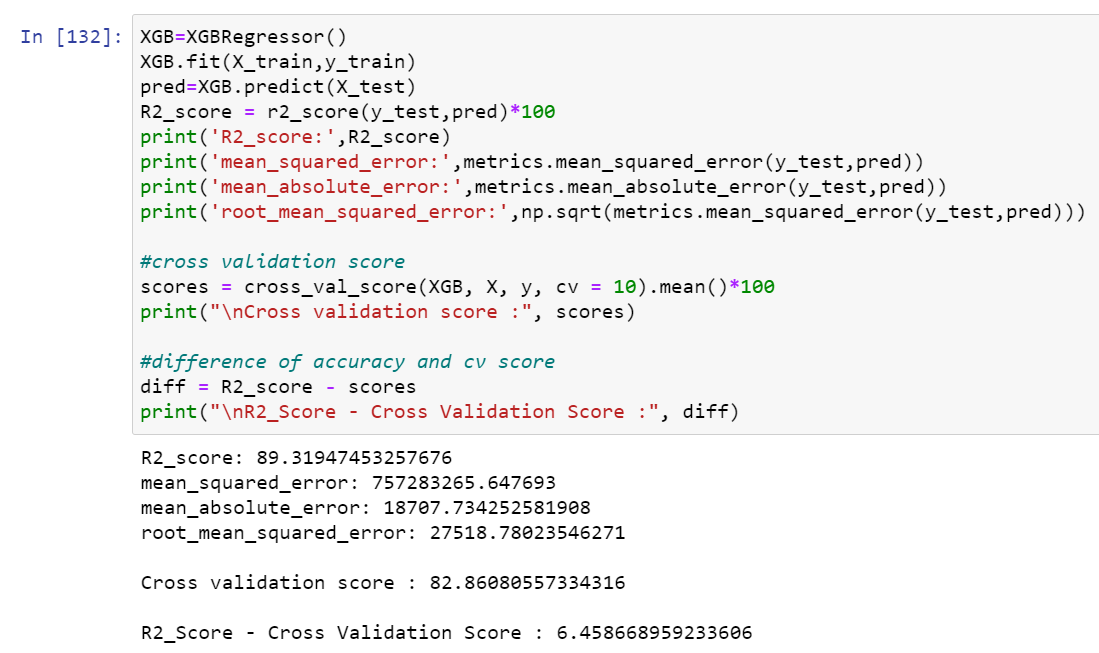 In [132]: XGB=XGBRegressor()
XGB.fit(X_train,y_train)
pred=XGB.predict(X_test)
R2_score = r2_score(y_test,pred)*100
print('R2_score:',R2_score)
print('mean_squared_error:',metrics.mean_squared_error(y_test,pred))
print('mean_absolute_error:',metrics.mean_absolute_error(y_test,pred))
print('root_mean_squared_error:',np.sqrt(metrics.mean_squared_error(y_test,pred)))
#cross validation score
scores = cross_val_score(XGB, X, y, cv = 10).mean()*100
print("\nCross validation score :", scores)
#difference of accuracy and cv score
diff = R2_score - scores
print("\nR2_Score - Cross Validation Score :", diff)
R2_score: 89.31947453257676
mean_squared_error: 757283265.647693
mean_absolute_error: 18707.734252581908
root_mean_squared_error: 27518.78023546271
Cross validation score : 82.86080557334316
R2_Score - Cross Validation Score : 6.458668959233606